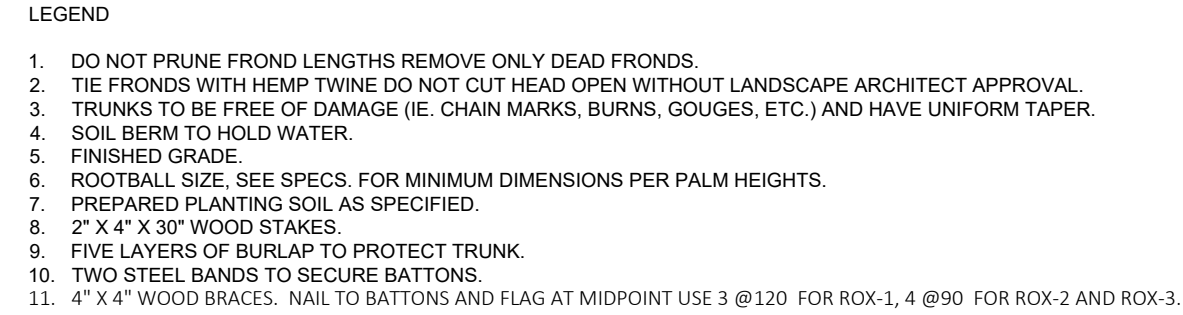 LEGEND
1. DO NOT PRUNE FROND LENGTHS REMOVE ONLY DEAD FRONDS.
2. TIE FRONDS WITH HEMP TWINE DO NOT CUT HEAD OPEN WITHOUT LANDSCAPE ARCHITECT APPROVAL.
3. TRUNKS TO BE FREE OF DAMAGE (IE. CHAIN MARKS, BURNS, GOUGES, ETC.) AND HAVE UNIFORM TAPER.
4. SOIL BERM TO HOLD WATER.
5. FINISHED GRADE.
6. ROOTBALL SIZE, SEE SPECS. FOR MINIMUM DIMENSIONS PER PALM HEIGHTS.
7. PREPARED PLANTING SOIL AS SPECIFIED.
8. 2" X 4" X 30" WOOD STAKES.
9. FIVE LAYERS OF BURLAP TO PROTECT TRUNK.
10. TWO STEEL BANDS TO SECURE BATTONS.
11. 4" X 4" WOOD BRACES. NAIL TO BATTONS AND FLAG AT MIDPOINT USE 3 @120 FOR ROX-1, 4 @90 FOR ROX-2 AND ROX-3.